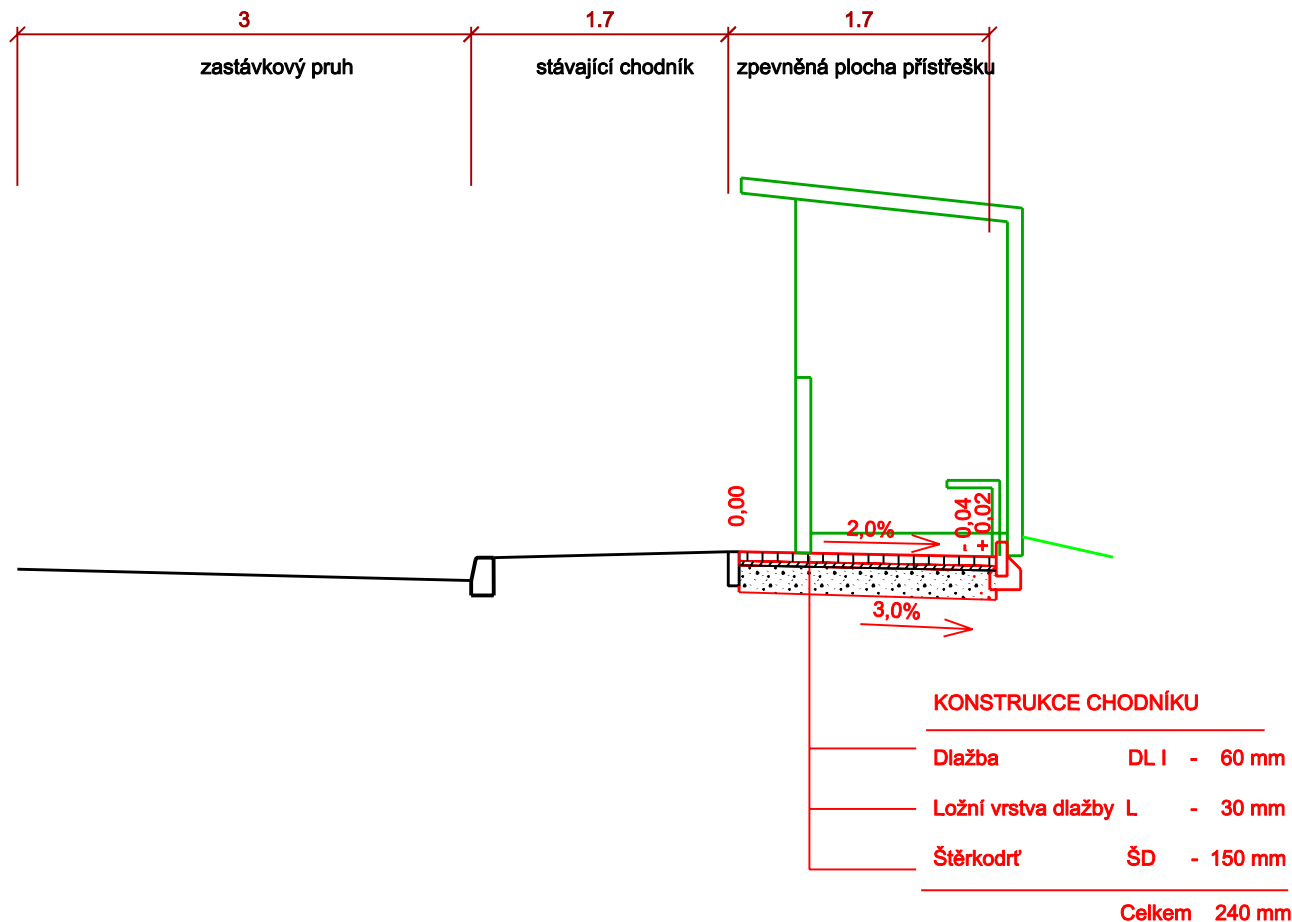 3 1.7 1.7
zastávkový pruh stávající chodník zpevněná plocha přístřešku
0,00
2,0%
- 0,04
+ 0,02
3,0%
KONSTRUKCE CHODNÍKU
Dlažba DL I - 60 mm
Ložní vrstva dlažby L - 30 mm
Štěrkodrť ŠD - 150 mm
Celkem 240 mm